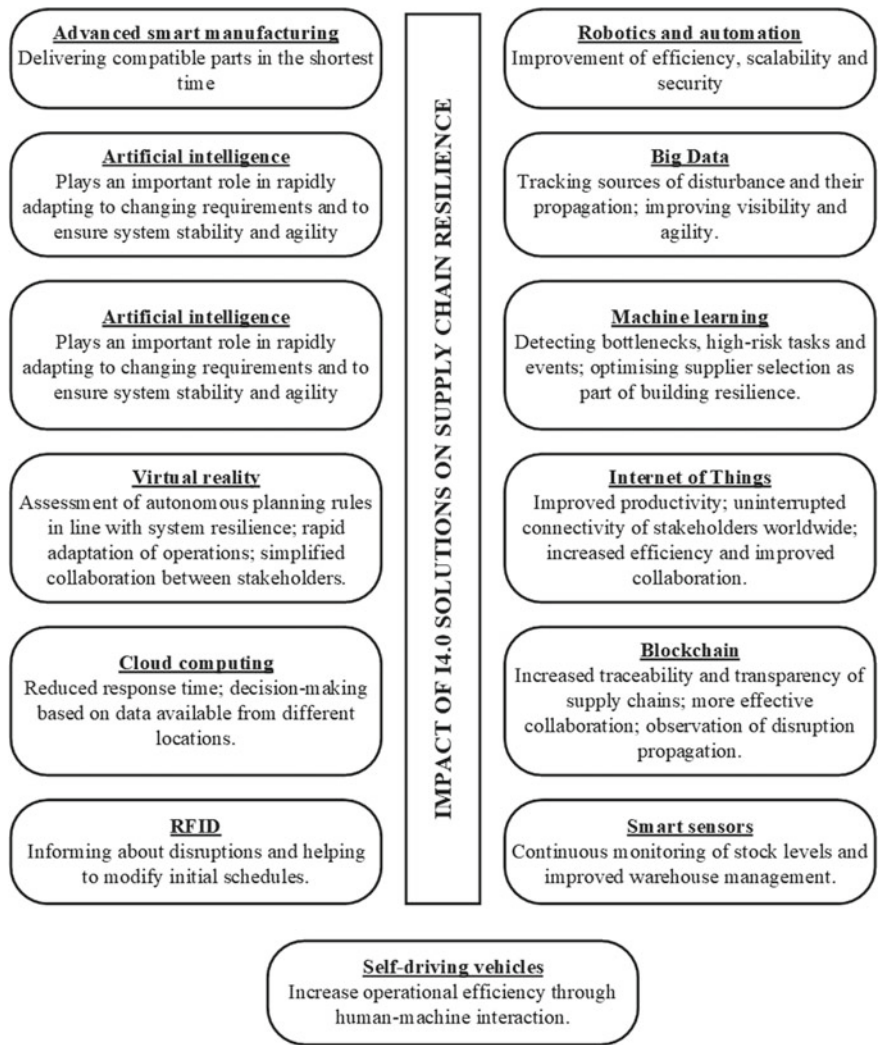 Advanced smart manufacturing
Delivering compatible parts in the shortest
time
Robotics and automation
Improvement of efficiency, scalability and
security
Artificial intelligence
Plays an important role in rapidly
adapting to changing requirements and to
ensure system stability and agility
Big Data
Tracking sources of disturbance and their
propagation; improving visibility and
agility.
Artificial intelligence
Plays an important role in rapidly
adapting to changing requirements and to
ensure system stability and agility
Machine learning
Detecting bottlenecks, high-risk tasks and
events; optimising supplier selection as
part of building resilience.
IMPACT OF I4.0 SOLUTIONS ON SUPPLY CHAIN RESILIENCE
Virtual reality
Assessment of autonomous planning rules
in line with system resilience; rapid
adaptation of operations; simplified
collaboration between stakeholders.
Internet of Things
Improved productivity; uninterrupted
connectivity of stakeholders worldwide;
increased efficiency and improved
collaboration.
Cloud computing
Reduced response time; decision-making
based on data available from different
locations.
Blockchain
Increased traceability and transparency of
supply chains; more effective
collaboration; observation of disruption
propagation.
RFID
Informing about disruptions and helping
to modify initial schedules.
Smart sensors
Continuous monitoring of stock levels and
improved warehouse management.
Self-driving vehicles
Increase operational efficiency through
human-machine interaction.